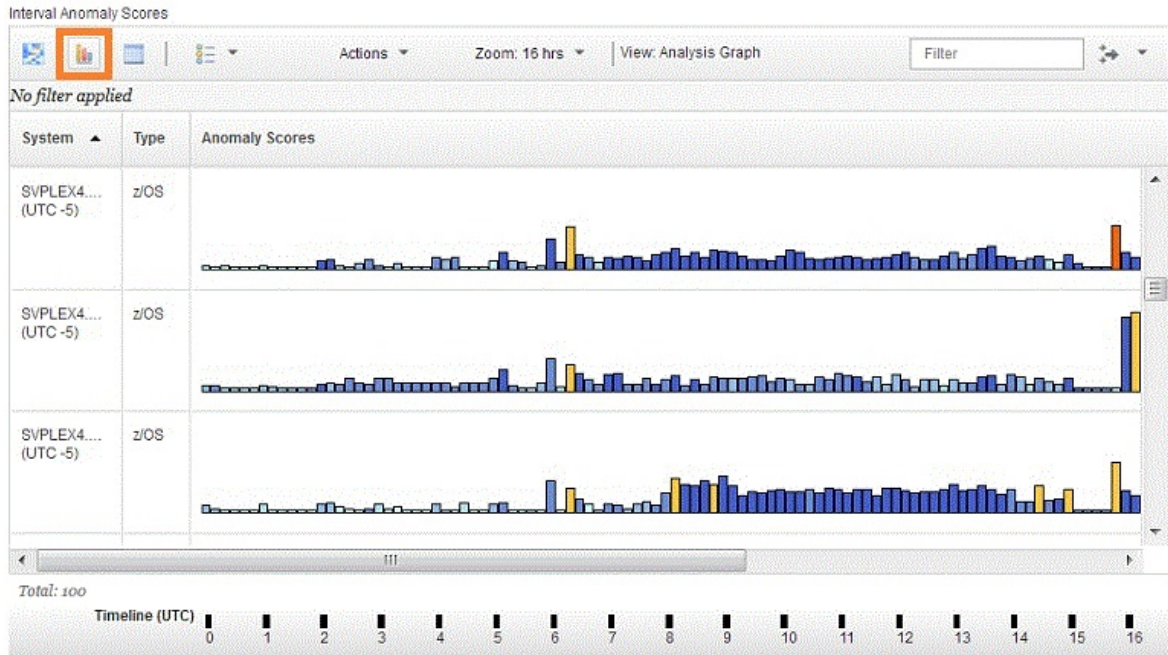 Interval Anomaly Scores
Actions Zoom: 16 hrs View: Analysis Graph Filter
No filter applied
System Type Anomaly Scores
SVPLEX4.... z/OS
(UTC -5)
SVPLEX4.... z/OS
(UTC -5)
SVPLEX4.... z/OS
(UTC -5)
Total: 100
Timeline (UTC)
0 1 2 3 4 5 6 7 8 9 10 11 12 13 14 15 16